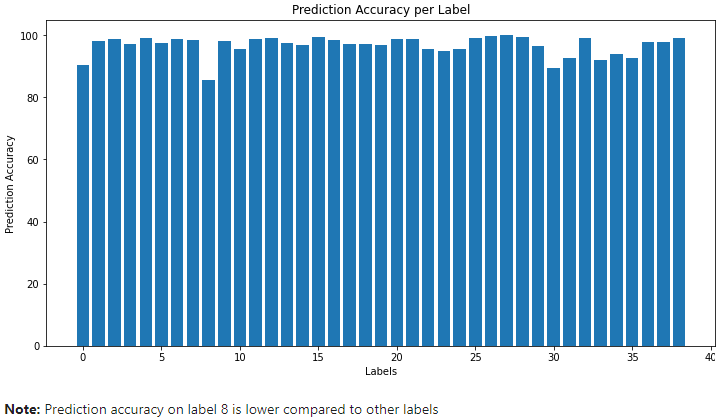 Prediction Accuracy per Label
100
80
60
40
20
0
Prediction Accuracy
0 5 10 15 20 25 30 35 40
Labels
Note: Prediction accuracy on label 8 is lower compared to other labels